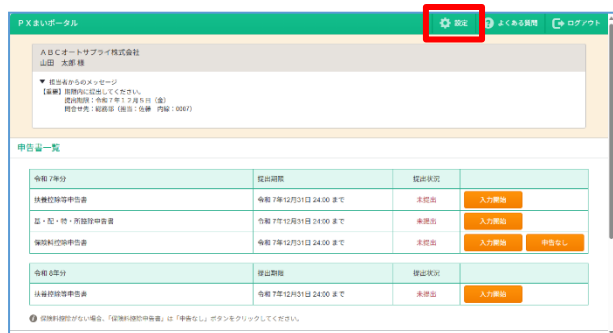 PXまいポータル 設定 よくある質問 ログアウト
ABCオートサプライ株式会社
山田 太郎 様
▼ 担当者からのメッセージ
【重要】期限内に提出してください。
提出期限：令和７年１２月５日（金）
問合せ先：総務部（担当：佐藤 内線：0007）
申告書一覧
令和 7年分 提出期限 提出状況
扶養控除等申告書 令和 7年12月31日 24:00 まで 未提出 入力開始
基・配・特・所器除申告書 令和 7年12月31日 24:00 まで 未提出 入力開始
保険料控除申告書 令和 7年12月31日 24:00 まで 未提出 入力開始 申告なし
令和 8年分 提出期限 提出状況
扶養控除等申告書 令和 7年12月31日 24:00 まで 未提出 入力開始
保険料控除がない場合、「保険料控除申告書」は「申告なし」ボタンをクリックしてください。